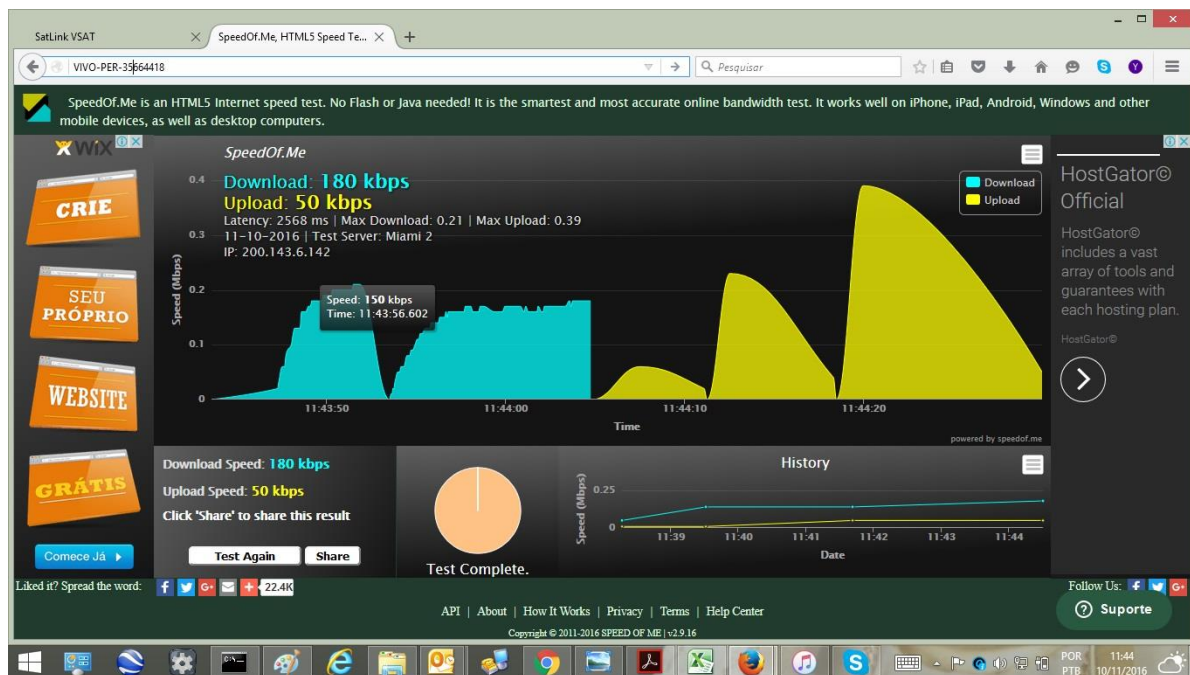 SatLink VSAT
SpeedOf.Me, HTML5 Speed Te...
VIVO-PER-35664418
Pesquisar
SpeedOf.Me is an HTML5 Internet speed test. No Flash or Java needed! It is the smartest and most accurate online bandwidth test. It works well on iPhone, iPad, Android, Windows and other
mobile devices, as well as desktop computers.
WiX
CRIE
SEU
PRÓPRIO
WEBSITE
GRÁTIS
Comece Já
SpeedOf.Me
Download: 180 kbps
Upload: 50 kbps
Latency: 2568 ms | Max Download: 0.21 | Max Upload: 0.39
11-10-2016 | Test Server: Miami 2
IP: 200.143.6.142
Download
Upload
Speed (Mbps)
0.4
0.3
0.2
0.1
0
Speed: 150 kbps
Time: 11:43:56.602
11:43:50
11:44:00
11:44:10
11:44:20
Time
powered by speedof.me
HostGator©
Official
HostGator©
includes a vast
array of tools and
guarantees with
each hosting plan.
HostGator©
Download Speed: 180 kbps
Upload Speed: 50 kbps
Click 'Share' to share this result
Test Again
Share
Test Complete.
History
Speed (Mbps)
0.25
0
11:39
11:40
11:41
11:42
11:43
11:44
Date
Liked it? Spread the word:
22.4K
Follow Us:
API | About | How It Works | Privacy | Terms | Help Center
Copyright © 2011-2016 SPEED OF ME | v2.9.16
Suporte
POR
PTB
11:44
10/11/2016